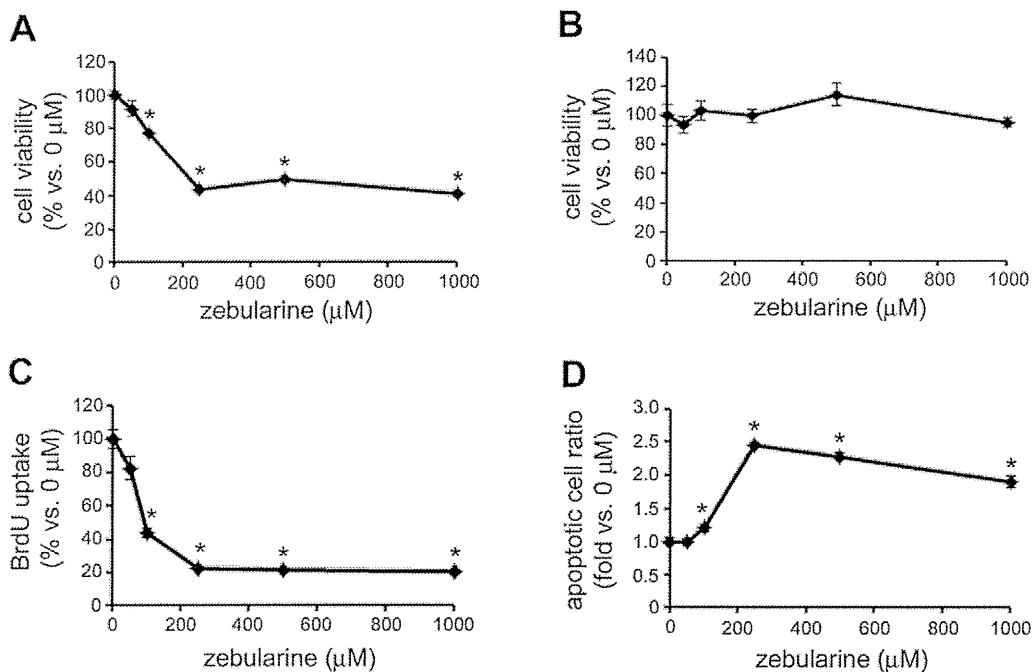 A
cell viability
(% vs. 0 μM)
120
100
80
60
40
20
0
*
*
*
*
0 200 400 600 800 1000
zebularine (μM)
B
cell viability
(% vs. 0 μM)
140
120
100
80
60
40
20
0
0 200 400 600 800 1000
zebularine (μM)
C
BrdU uptake
(% vs. 0 μM)
120
100
80
60
40
20
0
*
*
*
*
0 200 400 600 800 1000
zebularine (μM)
D
apoptotic cell ratio
(fold vs. 0 μM)
3.0
2.5
2.0
1.5
1.0
0.5
0
*
*
*
*
0 200 400 600 800 1000
zebularine (μM)